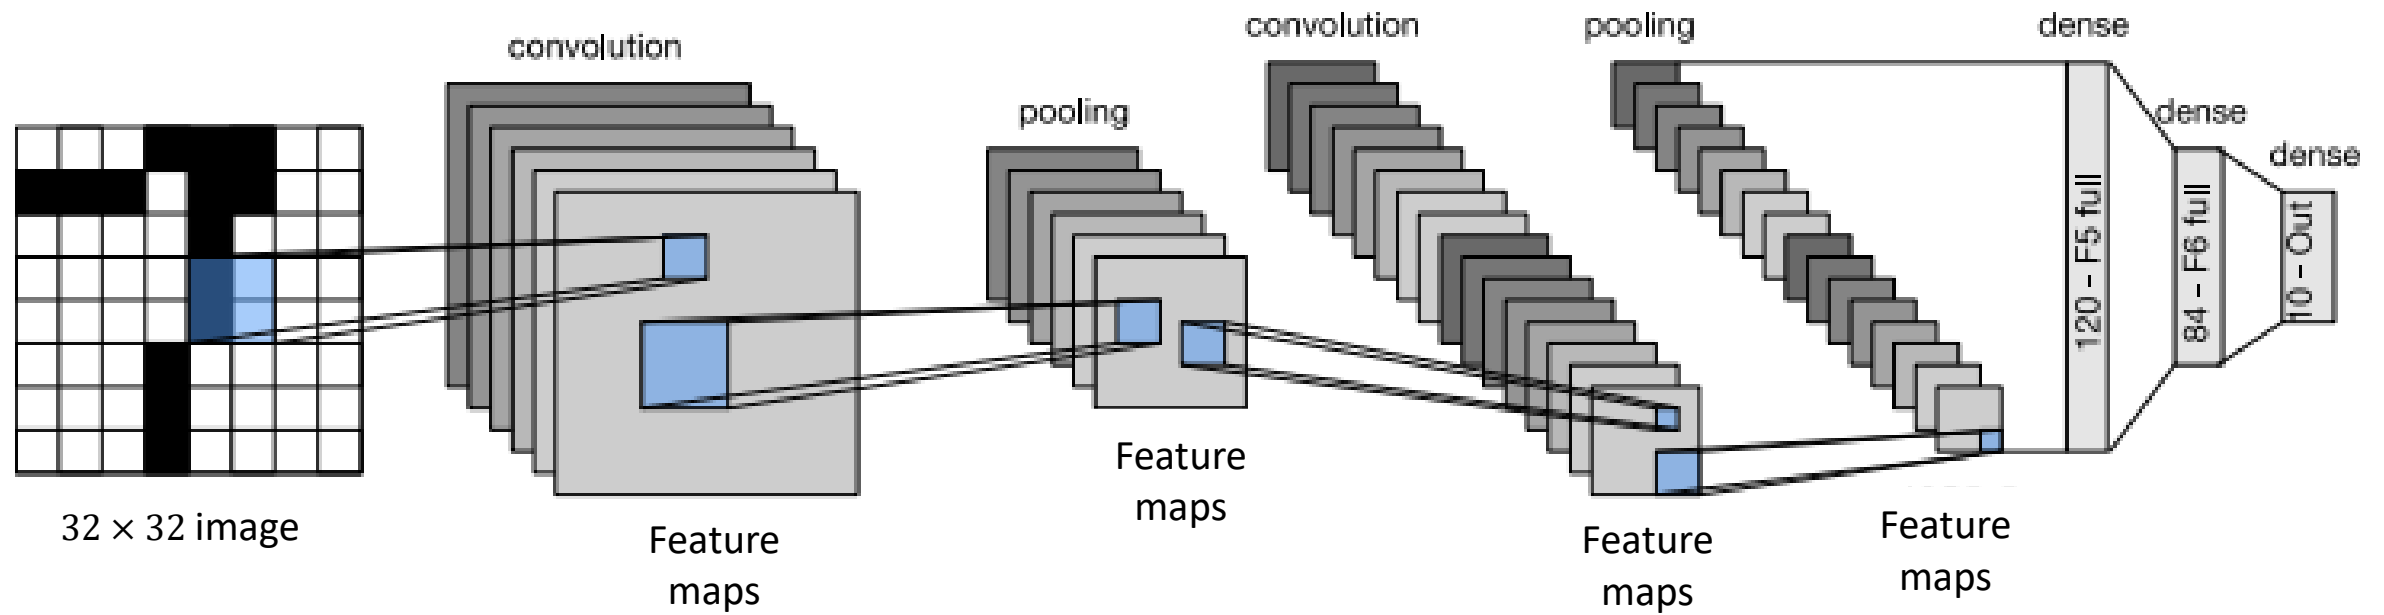 convolution
pooling
convolution
pooling
dense
dense
dense
120 - F5 full
84 - F6 full
10 - Out
32 × 32 image
Feature
maps
Feature
maps
Feature
maps
Feature
maps